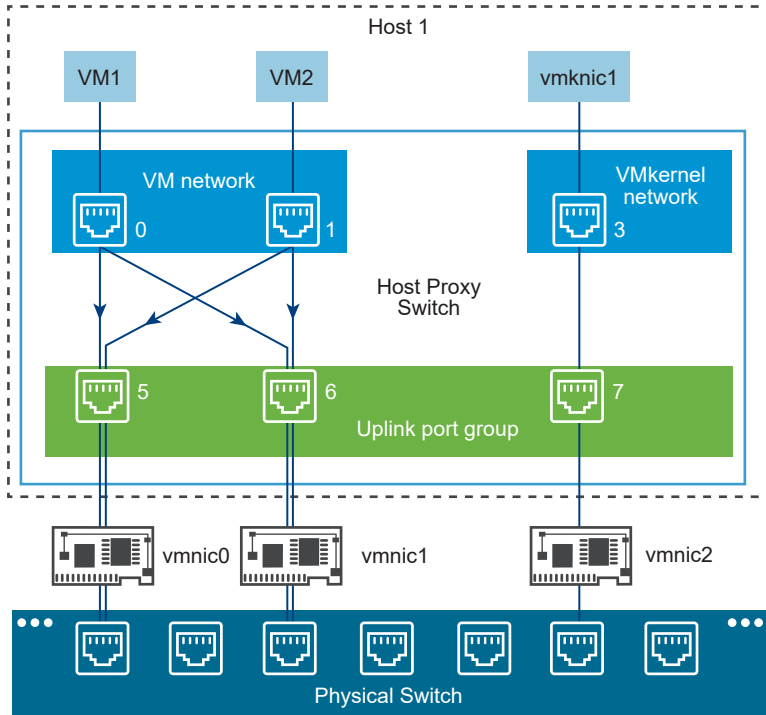 Host 1
VM1
VM2
vmknic1
VM network
VMkernel
network
0
1
3
Host Proxy
Switch
5
6
7
Uplink port group
vmnic0
vmnic1
vmnic2
Physical Switch